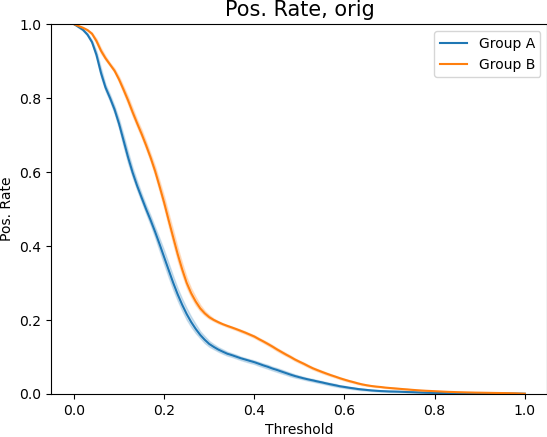 Pos. Rate, orig
Group A
Group B
Pos. Rate
1.0
0.8
0.6
0.4
0.2
0.0
0.0 0.2 0.4 0.6 0.8 1.0
Threshold